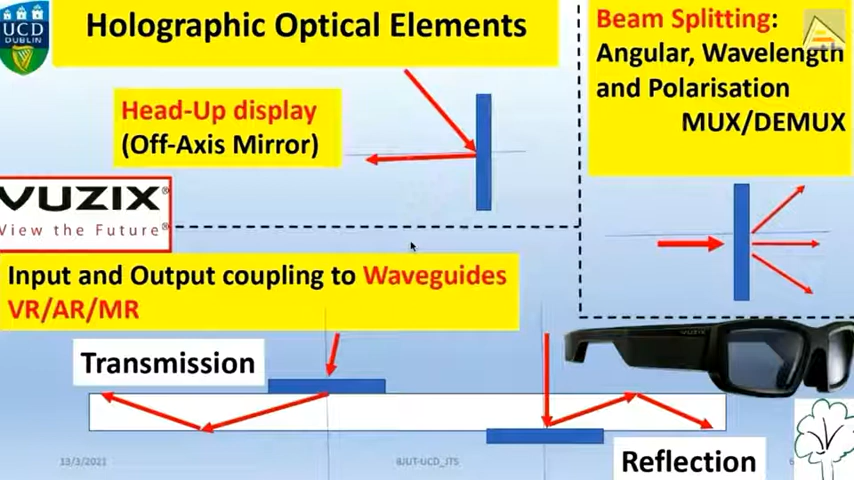 UCD
DUBLIN
Holographic Optical Elements
Beam Splitting:
Angular, Wavelength
and Polarisation
MUX/DEMUX
Head-Up display
(Off-Axis Mirror)
VUZIX®
View the Future®
Input and Output coupling to Waveguides
VR/AR/MR
VUZIX
Transmission
Reflection
13/3/2021
BJUT-UCD_JTS